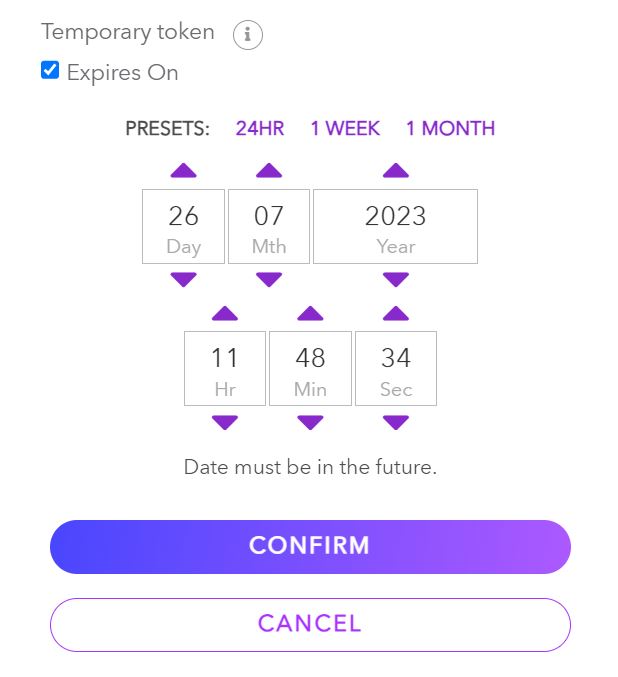 Temporary token i
Expires On
PRESETS: 24HR 1 WEEK 1 MONTH
26 07 2023
Day Mth Year
11 48 34
Hr Min Sec
Date must be in the future.
CONFIRM
CANCEL